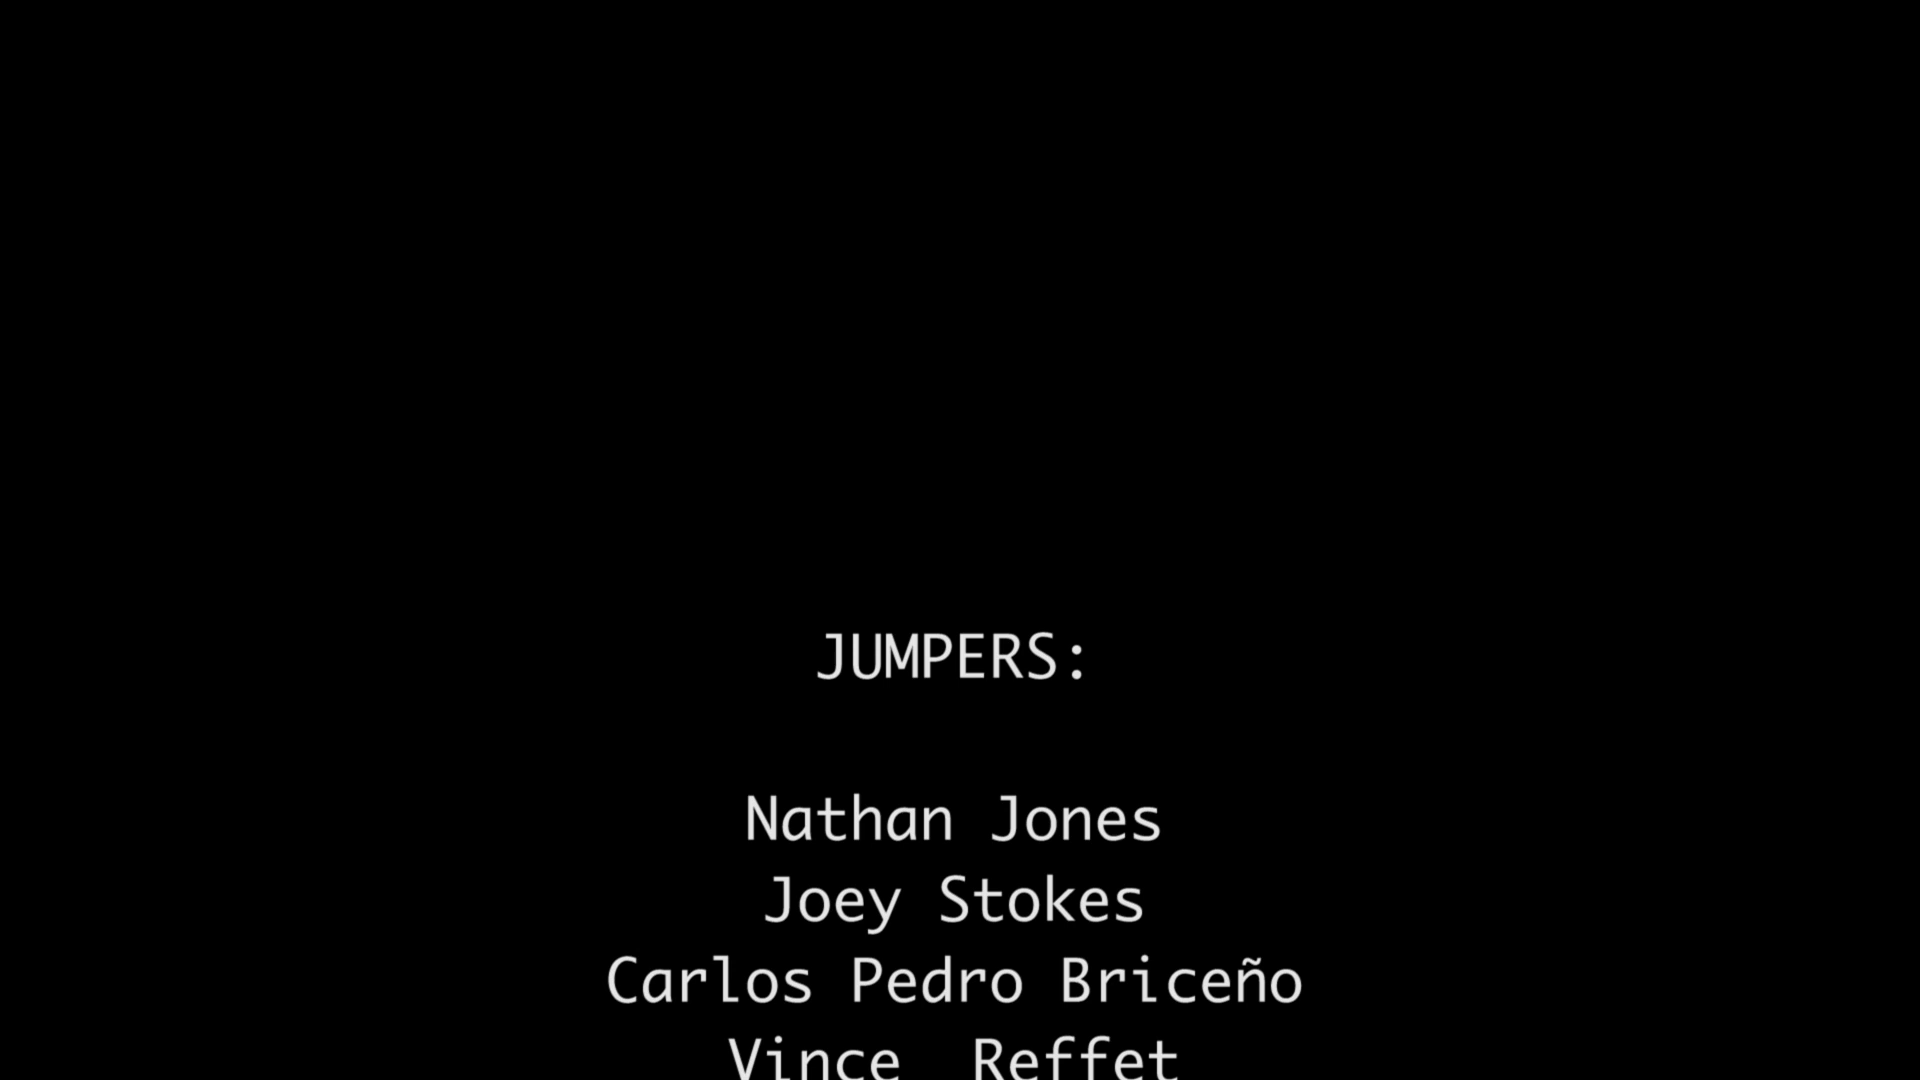 JUMPERS:
Nathan Jones
Joey Stokes
Carlos Pedro Briceño
Vince  Reffet